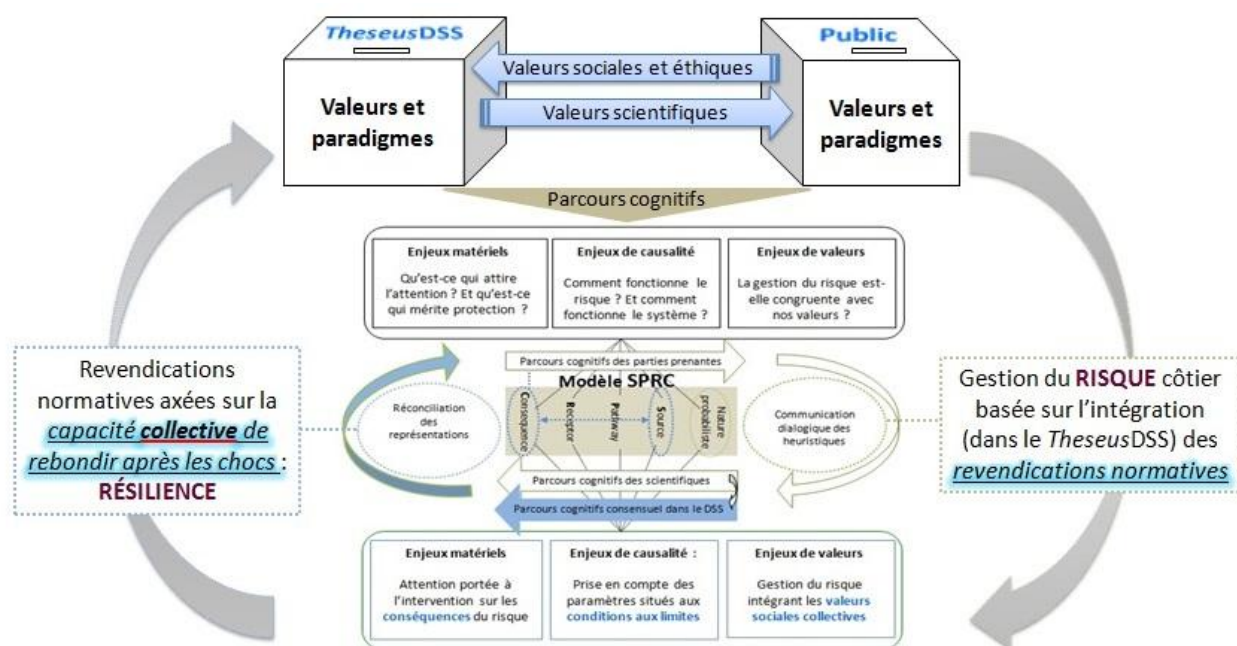 TheseusDSS
Public
Valeurs sociales et éthiques
Valeurs scientifiques
Valeurs et
paradigmes
Valeurs et
paradigmes
Parcours cognitifs
Enjeux matériels
Qu'est-ce qui attire
l'attention ? Et qu'est-ce
qui mérite protection ?
Enjeux de causalité
Comment fonctionne le
risque ? Et comment
fonctionne le système ?
Enjeux de valeurs
La gestion du risque est-
elle congruente avec
nos valeurs ?
Parcours cognitifs des parties prenantes
Modèle SPRC
Revendications
normatives axées sur la
capacité collective de
rebondir après les chocs :
RÉSILIENCE
Réconciliation
des
représentations
Consequence
Receptor
Pathway
Source
Nature
probabiliste
Communication
dialogique des
heuristiques
Gestion du RISQUE côtier
basée sur l'intégration
(dans le TheseusDSS) des
revendications normatives
Parcours cognitifs des scientifiques
Parcours cognitifs consensuel dans le DSS
Enjeux matériels
Attention portée à
l'intervention sur les
conséquences du risque
Enjeux de causalité :
Prise en compte des
paramètres situés aux
conditions aux limites
Enjeux de valeurs
Gestion du risque
intégrant les valeurs
sociales collectives